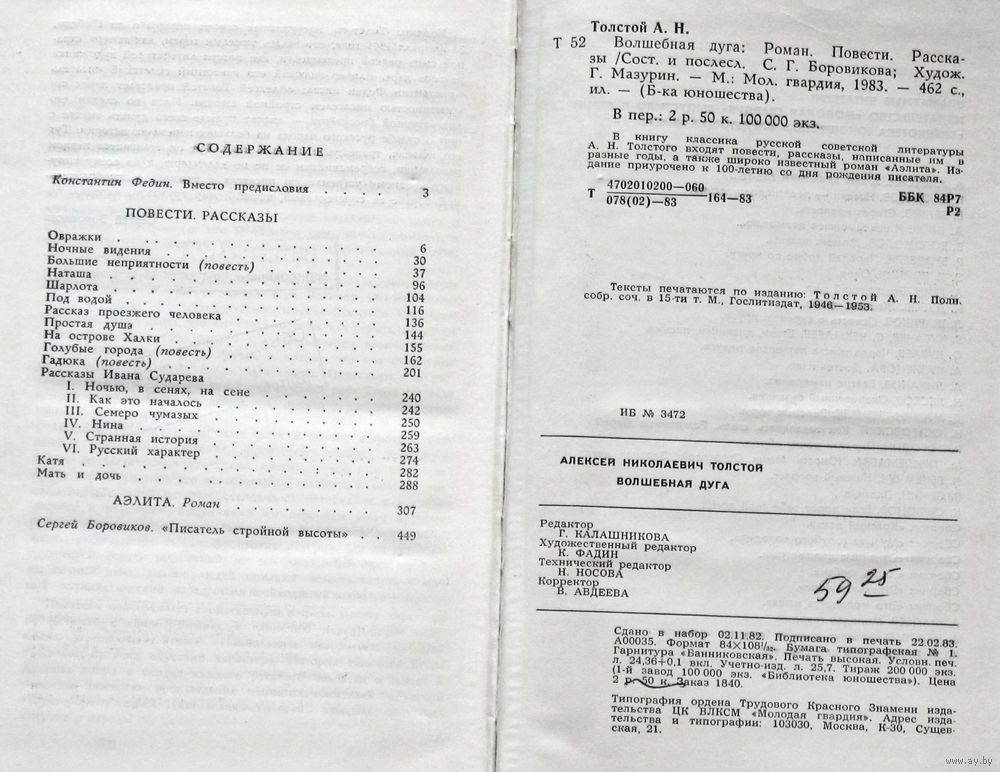 СОДЕРЖАНИЕ
Константин Федин. Вместо предисловия . . . . 3
ПОВЕСТИ. РАССКАЗЫ
Овражки . . . . . . . . . . . . 6
Ночные видения . . . . . . . . . . . 30
Большие неприятности (повесть) . . . . . . 37
Наташа . . . . . . . . . . . . 96
Шарлота . . . . . . . . . . . . 104
Под водой . . . . . . . . . . . . 116
Рассказ проезжего человека . . . . . . . 136
Простая душа . . . . . . . . . . . 144
На острове Халки . . . . . . . . . . 155
Голубые города (повесть) . . . . . . . . 162
Гадюка (повесть) . . . . . . . . . . 201
Рассказы Ивана Сударева
I. Ночью, в сенях, на сене . . . . . . . 240
II. Как это началось . . . . . . . . 242
III. Семеро чумазых . . . . . . . . 250
IV. Нина . . . . . . . . . . . 259
V. Странная история . . . . . . . . 263
VI. Русский характер . . . . . . . . 274
Катя . . . . . . . . . . . . . 282
Мать и дочь . . . . . . . . . . . 288
АЭЛИТА. Роман . . . . . . . . 307
Сергей Боровиков. «Писатель стройной высоты» . . 449
Толстой А. Н.
Т 52 Волшебная дуга: Роман. Повести. Расска-
зы /Сост. и послесл. С. Г. Боровикова; Худож.
Г. Мазурин. — М.: Мол. гвардия, 1983. — 462 с.,
ил. — (Б-ка юношества).
В пер.: 2 р. 50 к. 100 000 экз.
В книгу классика русской советской литературы
А. Н. Толстого входят повести, рассказы, написанные им в
разные годы, а также широко известный роман «Аэлита». Из-
дание приурочено к 100-летию со дня рождения писателя.
Т 4702010200—060
078(02)—83 164—83
ББК 84Р7
Р2
Тексты печатаются по изданию: Толстой А. Н. Полн.
собр. соч. в 15-ти т. М., Гослитиздат, 1946—1953.
ИБ № 3472
АЛЕКСЕЙ НИКОЛАЕВИЧ ТОЛСТОЙ
ВОЛШЕБНАЯ ДУГА
Редактор
Г. КАЛАШНИКОВА
Художественный редактор
К. ФАДИН
Технический редактор
Н. НОСОВА
Корректор
В. АВДЕЕВА
59 25
Сдано в набор 02.11.82. Подписано в печать 22.02.83.
А00035. Формат 84×108¹/₃₂. Бумага типографская № 1.
Гарнитура «Банниковская». Печать высокая. Условн. печ.
л. 24,36+0,1 вкл. Учетно-изд. л. 25,7. Тираж 200 000 экз.
(1-й завод 100 000 экз. «Библиотека юношества»). Цена
2 р. 50 к. Заказ 1840.
Типография ордена Трудового Красного Знамени изда-
тельства ЦК ВЛКСМ «Молодая гвардия». Адрес изда-
тельства и типографии: 103030, Москва, К-30, Сущев-
ская, 21.
www.ay.by